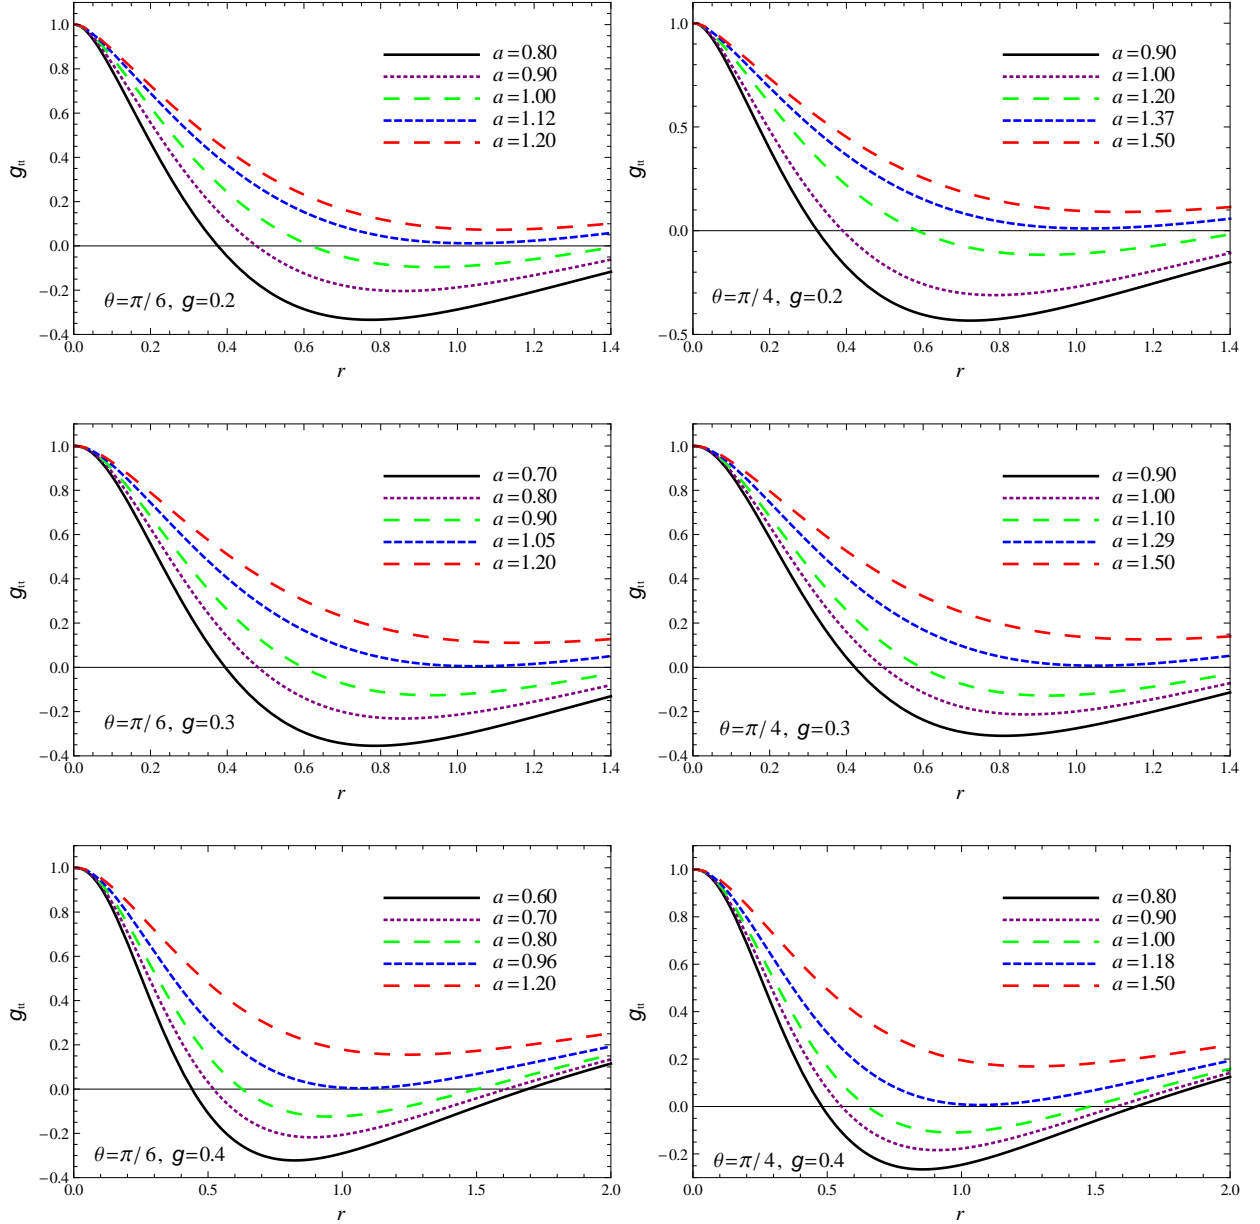 a=0.80
a=0.90
a=1.00
a=1.12
a=1.20
θ=π/6, g=0.2
1.0
0.8
0.6
0.4
0.2
0.0
−0.2
−0.4
0.0 0.2 0.4 0.6 0.8 1.0 1.2 1.4
r
g_tt
a=0.90
a=1.00
a=1.20
a=1.37
a=1.50
θ=π/4, g=0.2
1.0
0.5
0.0
−0.5
0.0 0.2 0.4 0.6 0.8 1.0 1.2 1.4
r
g_tt
a=0.70
a=0.80
a=0.90
a=1.05
a=1.20
θ=π/6, g=0.3
1.0
0.8
0.6
0.4
0.2
0.0
−0.2
−0.4
0.0 0.2 0.4 0.6 0.8 1.0 1.2 1.4
r
g_tt
a=0.90
a=1.00
a=1.10
a=1.29
a=1.50
θ=π/4, g=0.3
1.0
0.8
0.6
0.4
0.2
0.0
−0.2
−0.4
0.0 0.2 0.4 0.6 0.8 1.0 1.2 1.4
r
g_tt
a=0.60
a=0.70
a=0.80
a=0.96
a=1.20
θ=π/6, g=0.4
1.0
0.8
0.6
0.4
0.2
0.0
−0.2
−0.4
0.0 0.5 1.0 1.5 2.0
r
g_tt
a=0.80
a=0.90
a=1.00
a=1.18
a=1.50
θ=π/4, g=0.4
1.0
0.8
0.6
0.4
0.2
0.0
−0.2
0.0 0.5 1.0 1.5 2.0
r
g_tt